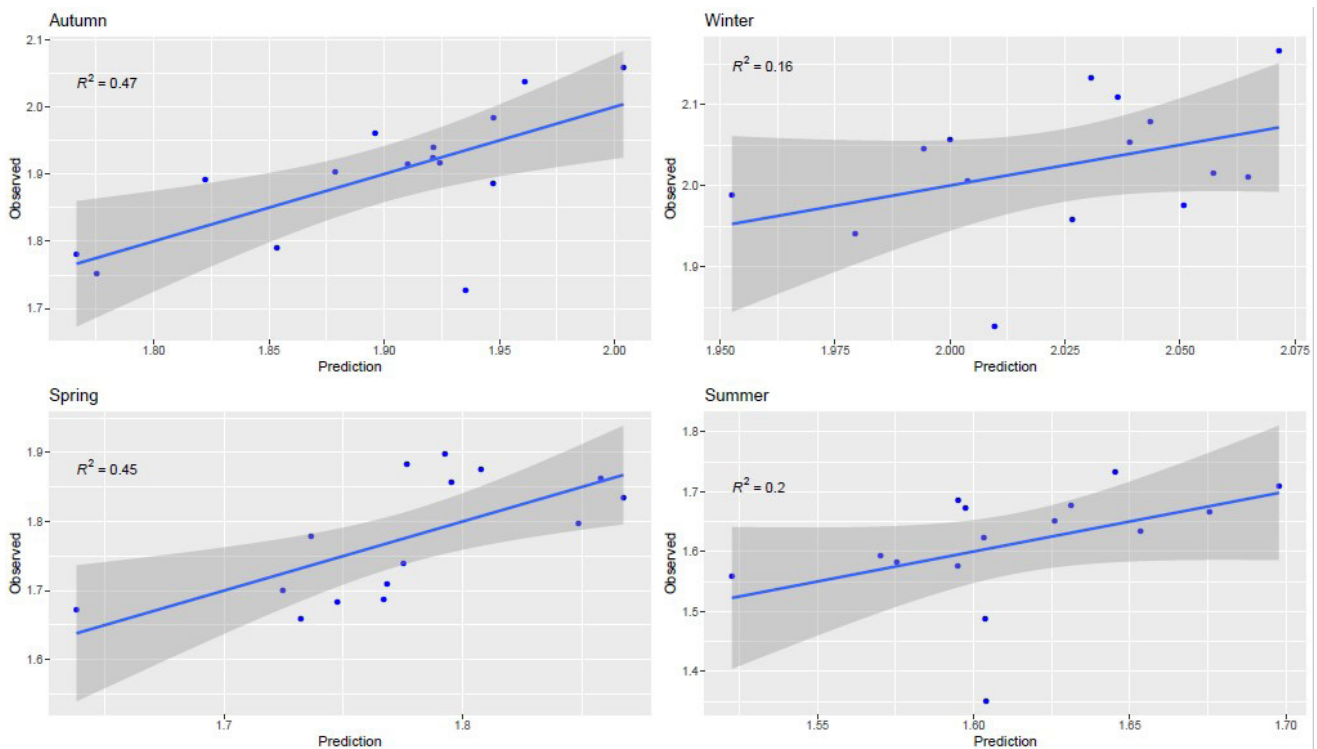 Autumn
2.1
2.0
1.9
1.8
1.7
Observed
R² = 0.47
1.80 1.85 1.90 1.95 2.00
Prediction
Winter
2.1
2.0
1.9
Observed
R² = 0.16
1.950 1.975 2.000 2.025 2.050 2.075
Prediction
Spring
1.9
1.8
1.7
1.6
Observed
R² = 0.45
1.7 1.8
Prediction
Summer
1.8
1.7
1.6
1.5
1.4
Observed
R² = 0.2
1.55 1.60 1.65 1.70
Prediction